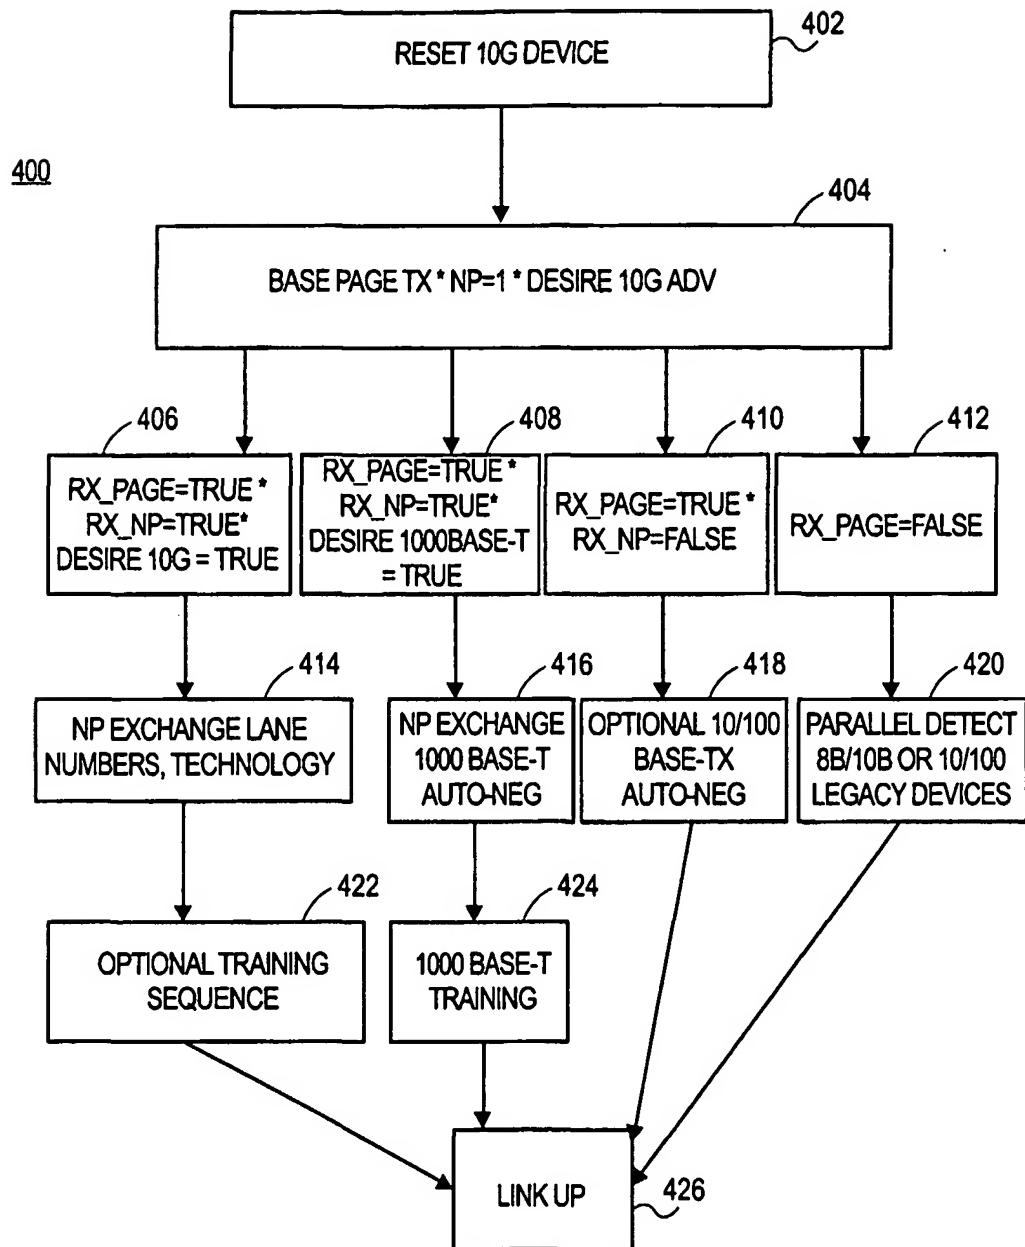 402
RESET 10G DEVICE
400
404
BASE PAGE TX * NP=1 * DESIRE 10G ADV
406
RX_PAGE=TRUE *
RX_NP=TRUE*
DESIRE 10G = TRUE
408
RX_PAGE=TRUE *
RX_NP=TRUE*
DESIRE 1000BASE-T
= TRUE
410
RX_PAGE=TRUE *
RX_NP=FALSE
412
RX_PAGE=FALSE
414
NP EXCHANGE LANE
NUMBERS, TECHNOLOGY
416
NP EXCHANGE
1000 BASE-T
AUTO-NEG
418
OPTIONAL 10/100
BASE-TX
AUTO-NEG
420
PARALLEL DETECT
8B/10B OR 10/100
LEGACY DEVICES
422
OPTIONAL TRAINING
SEQUENCE
424
1000 BASE-T
TRAINING
LINK UP
426